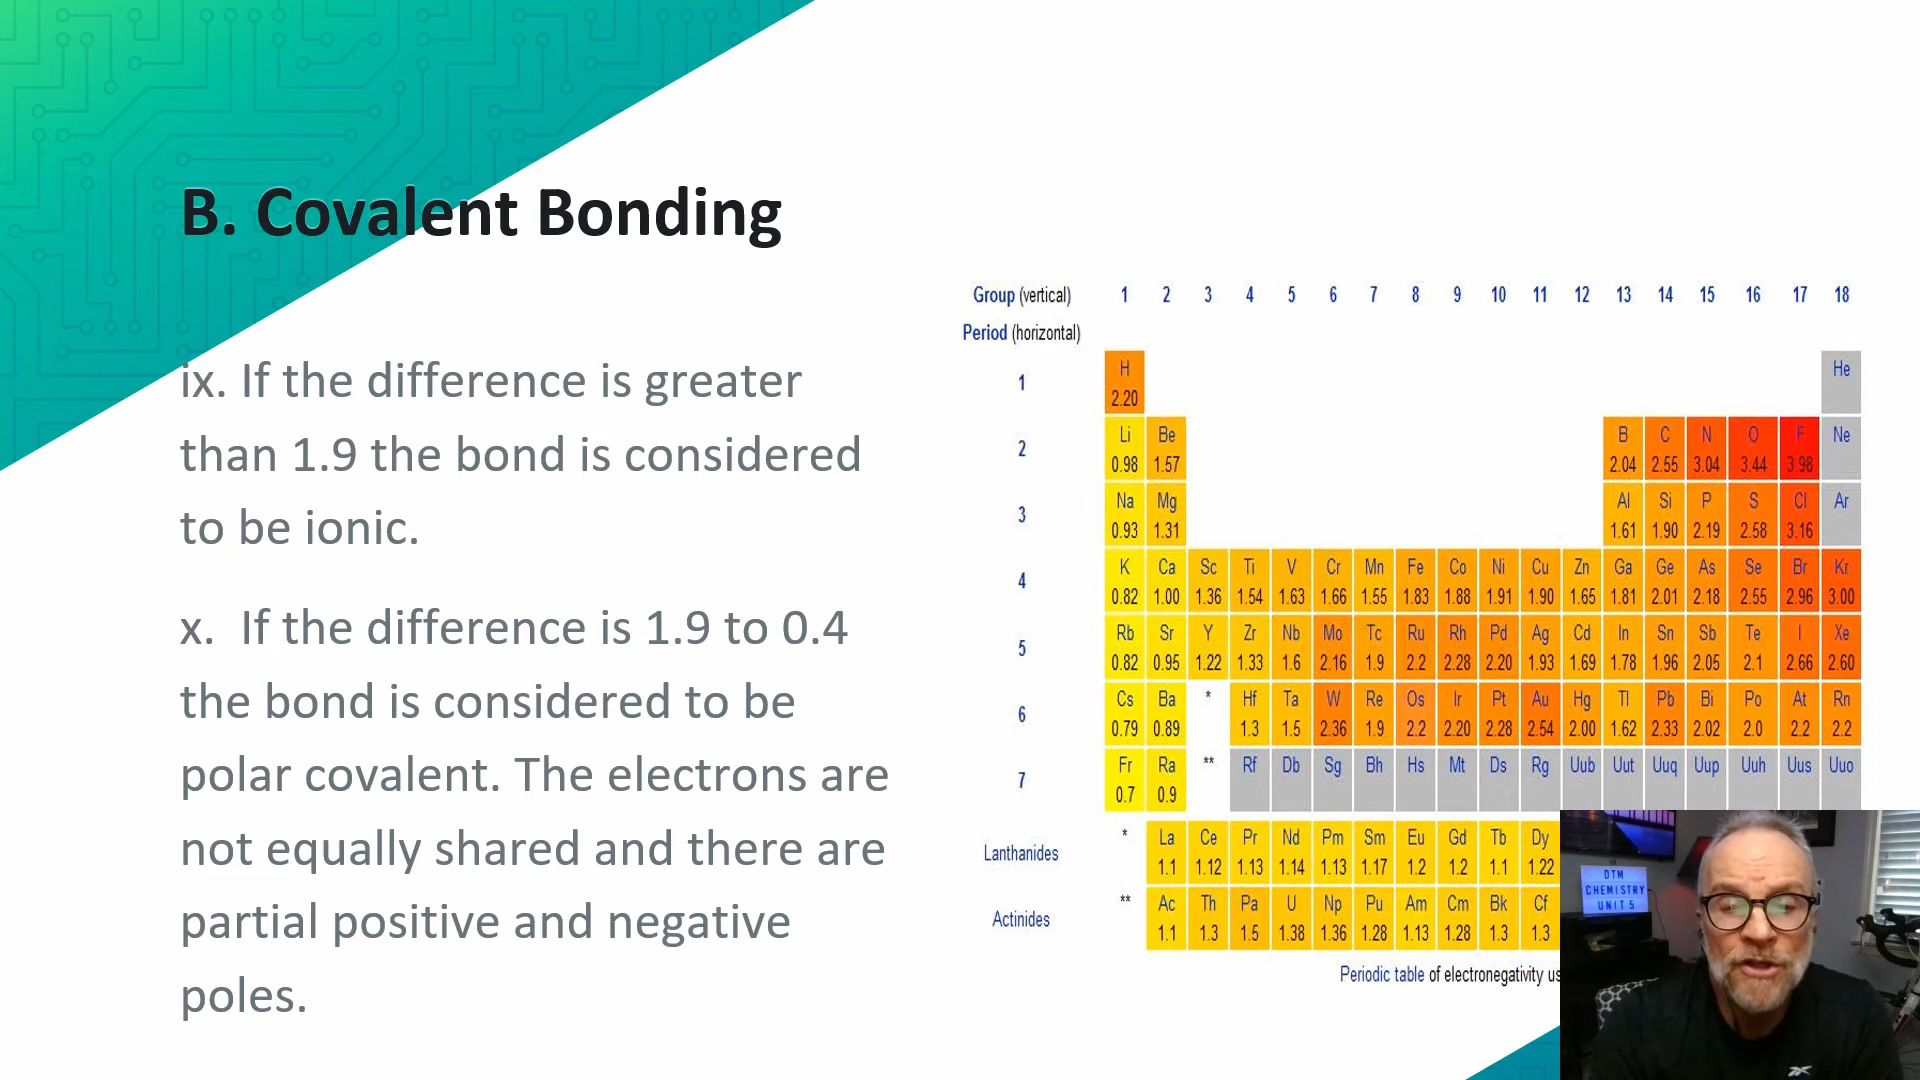 B. Covalent Bonding
ix. If the difference is greater
than 1.9 the bond is considered
to be ionic.
x. If the difference is 1.9 to 0.4
the bond is considered to be
polar covalent. The electrons are
not equally shared and there are
partial positive and negative
poles.
Group (vertical) 1 2 3 4 5 6 7 8 9 10 11 12 13 14 15 16 17 18
Period (horizontal)
1 H He
2.20
2 Li Be B C N O F Ne
0.98 1.57 2.04 2.55 3.04 3.44 3.98
3 Na Mg Al Si P S Cl Ar
0.93 1.31 1.61 1.90 2.19 2.58 3.16
4 K Ca Sc Ti V Cr Mn Fe Co Ni Cu Zn Ga Ge As Se Br Kr
0.82 1.00 1.36 1.54 1.63 1.66 1.55 1.83 1.88 1.91 1.90 1.65 1.81 2.01 2.18 2.55 2.96 3.00
5 Rb Sr Y Zr Nb Mo Tc Ru Rh Pd Ag Cd In Sn Sb Te I Xe
0.82 0.95 1.22 1.33 1.6 2.16 1.9 2.2 2.28 2.20 1.93 1.69 1.78 1.96 2.05 2.1 2.66 2.60
6 Cs Ba * Hf Ta W Re Os Ir Pt Au Hg Tl Pb Bi Po At Rn
0.79 0.89 1.3 1.5 2.36 1.9 2.2 2.20 2.28 2.54 2.00 1.62 2.33 2.02 2.0 2.2 2.2
7 Fr Ra ** Rf Db Sg Bh Hs Mt Ds Rg Uub Uut Uuq Uup Uuh Uus Uuo
0.7 0.9
Lanthanides * La Ce Pr Nd Pm Sm Eu Gd Tb Dy
1.1 1.12 1.13 1.14 1.13 1.17 1.2 1.2 1.1 1.22
Actinides ** Ac Th Pa U Np Pu Am Cm Bk Cf
1.1 1.3 1.5 1.38 1.36 1.28 1.13 1.28 1.3 1.3
Periodic table of electronegativity us
DTM
CHEMISTRY
UNIT 5